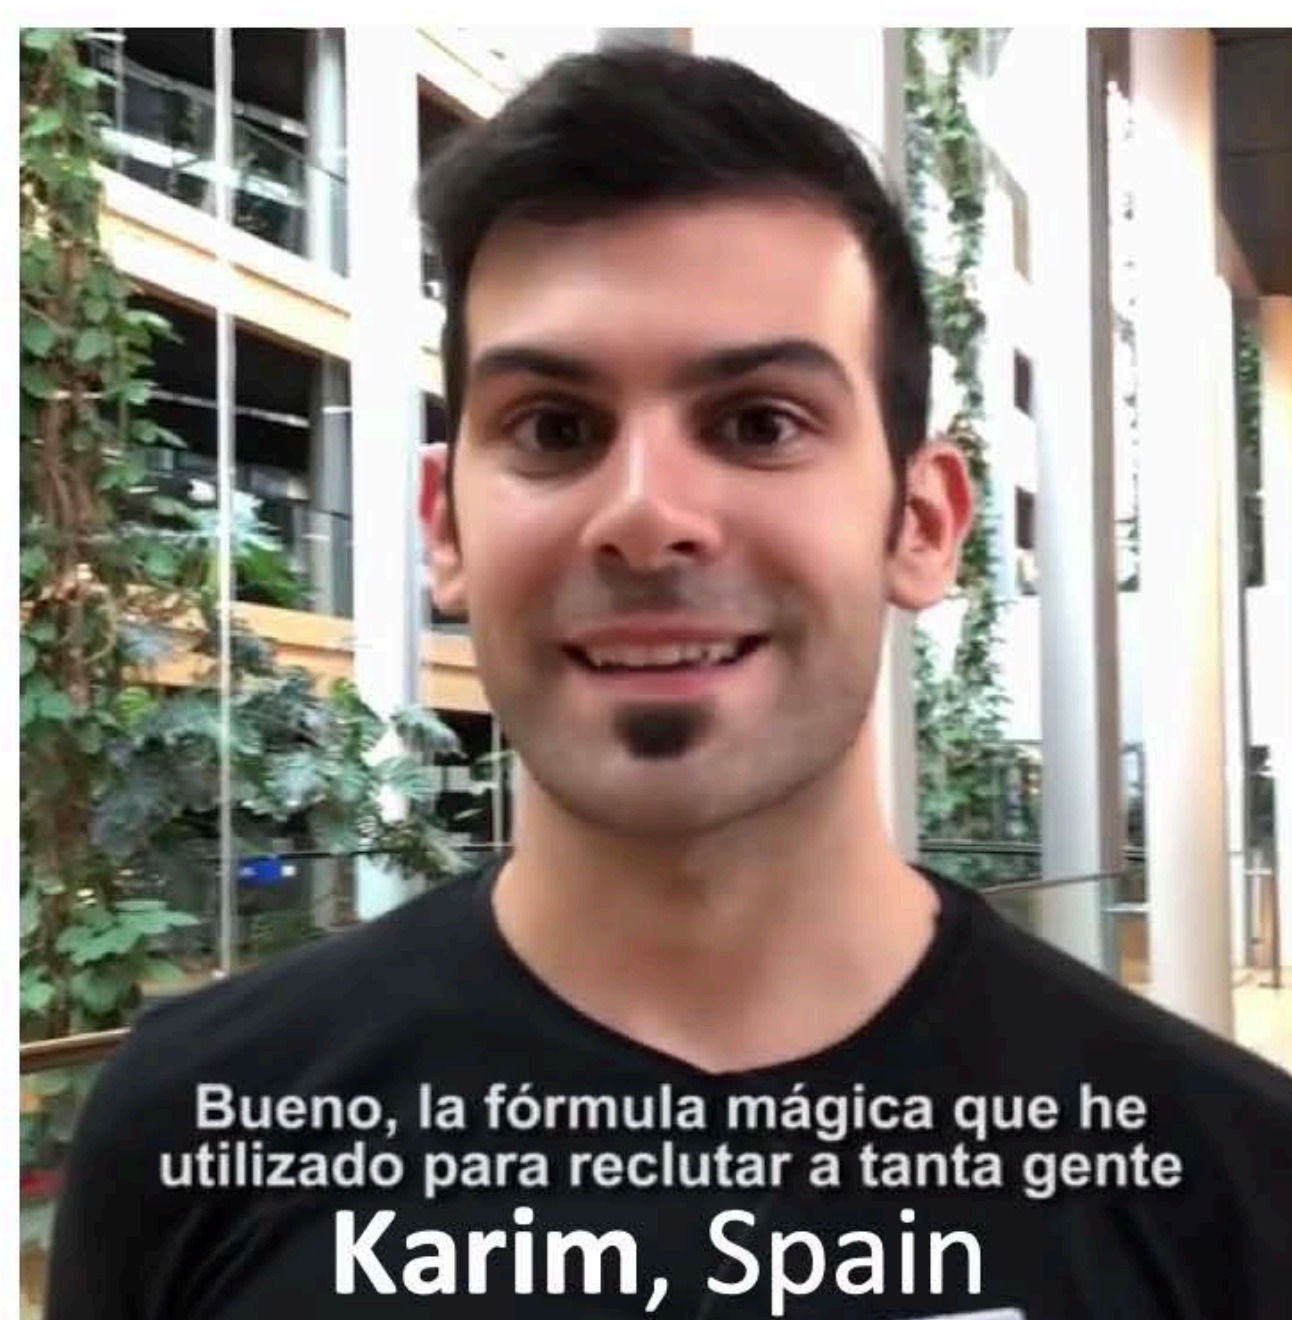 Bueno, la fórmula mágica que he
utilizado para reclutar a tanta gente
Karim, Spain